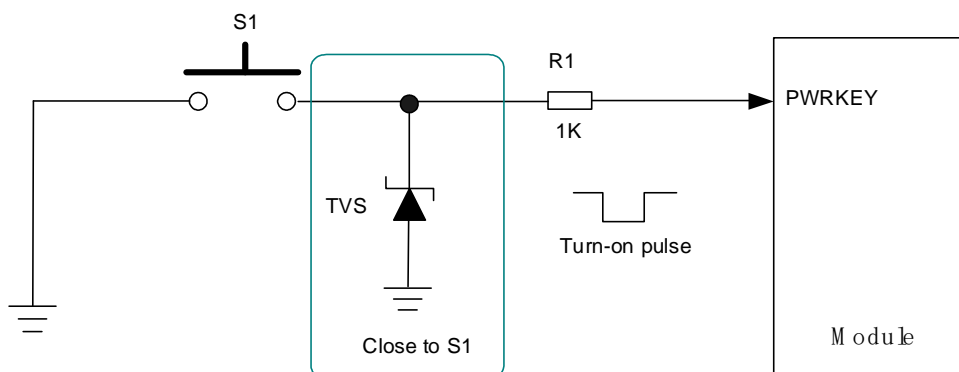 S1
R1
PWRKEY
1K
TVS
Turn-on pulse
Close to S1
Module